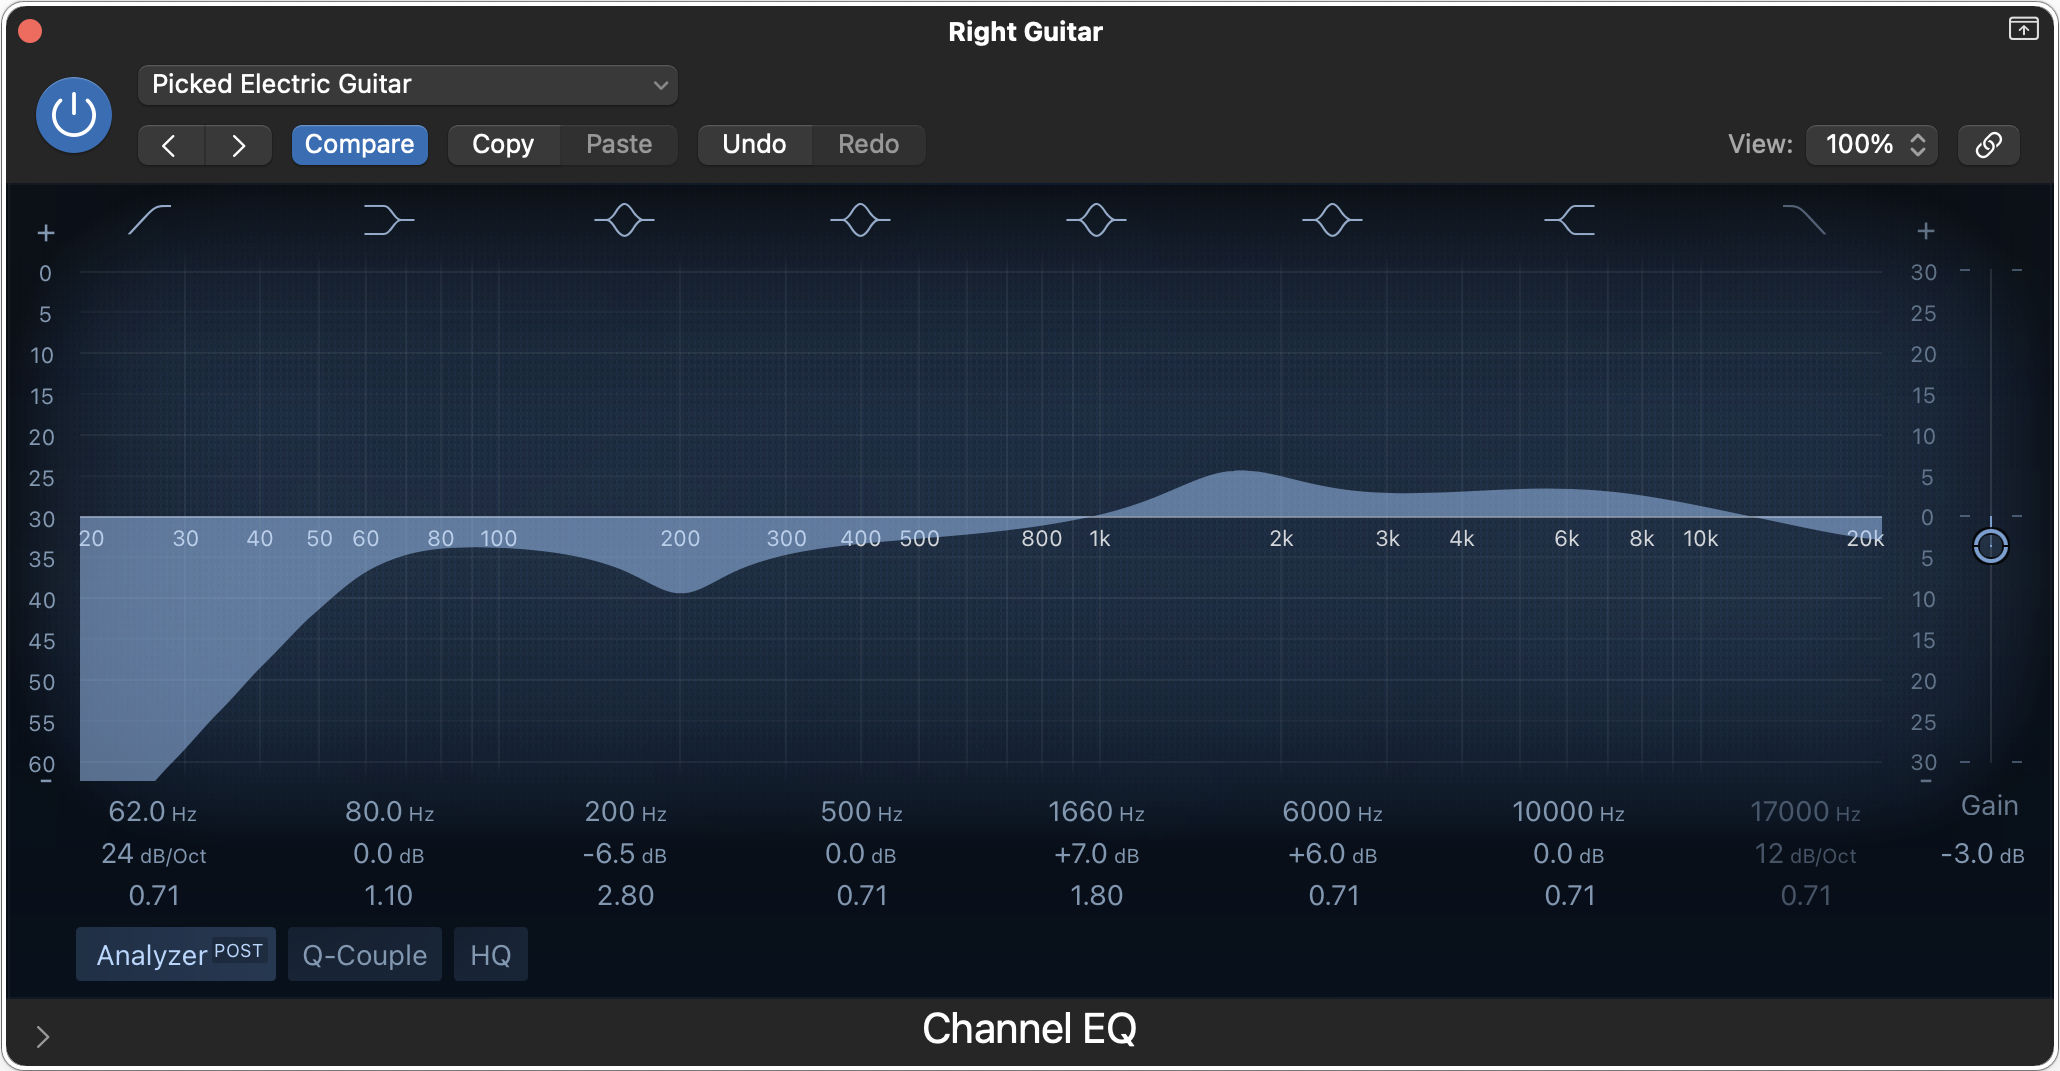 Right Guitar
Picked Electric Guitar
Compare Copy Paste Undo Redo View: 100%
+ +
0 30
5 25
10 20
15 15
20 10
25 5
30 0
20 30 40 50 60 80 100 200 300 400 500 800 1k 2k 3k 4k 6k 8k 10k 20k
35 5
40 10
45 15
50 20
55 25
60 30
- -
62.0 Hz 80.0 Hz 200 Hz 500 Hz 1660 Hz 6000 Hz 10000 Hz 17000 Hz Gain
24 dB/Oct 0.0 dB -6.5 dB 0.0 dB +7.0 dB +6.0 dB 0.0 dB 12 dB/Oct -3.0 dB
0.71 1.10 2.80 0.71 1.80 0.71 0.71 0.71
Analyzer POST Q-Couple HQ
Channel EQ